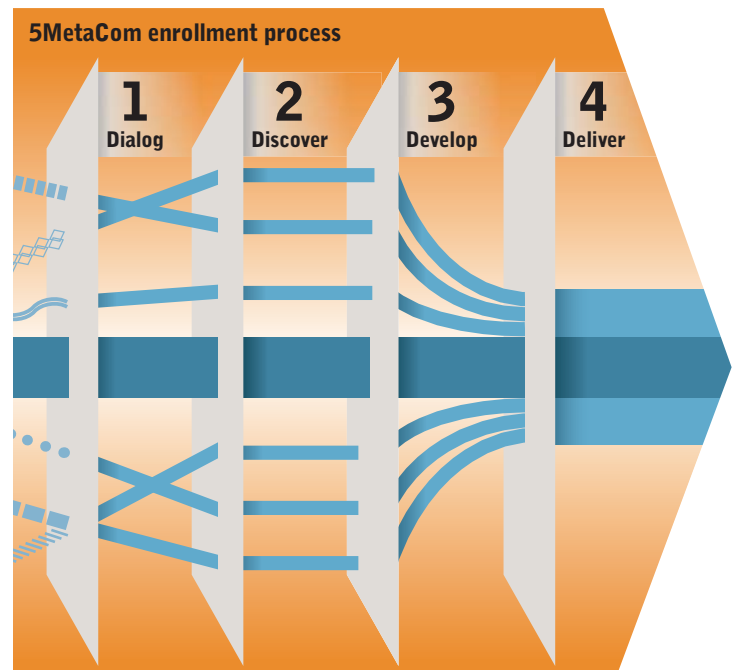 5MetaCom enrollment process
1
Dialog
2
Discover
3
Develop
4
Deliver